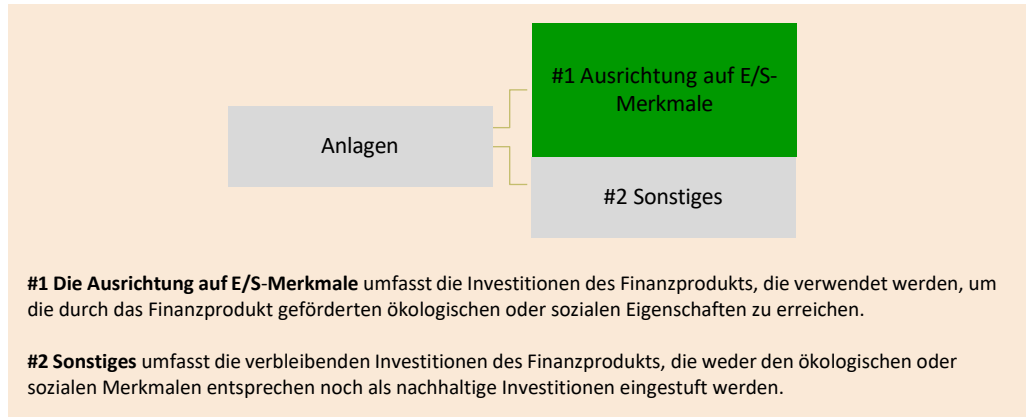 #1 Ausrichtung auf E/S-
Merkmale
Anlagen
#2 Sonstiges
#1 Die Ausrichtung auf E/S-Merkmale umfasst die Investitionen des Finanzprodukts, die verwendet werden, um
die durch das Finanzprodukt geförderten ökologischen oder sozialen Eigenschaften zu erreichen.
#2 Sonstiges umfasst die verbleibenden Investitionen des Finanzprodukts, die weder den ökologischen oder
sozialen Merkmalen entsprechen noch als nachhaltige Investitionen eingestuft werden.